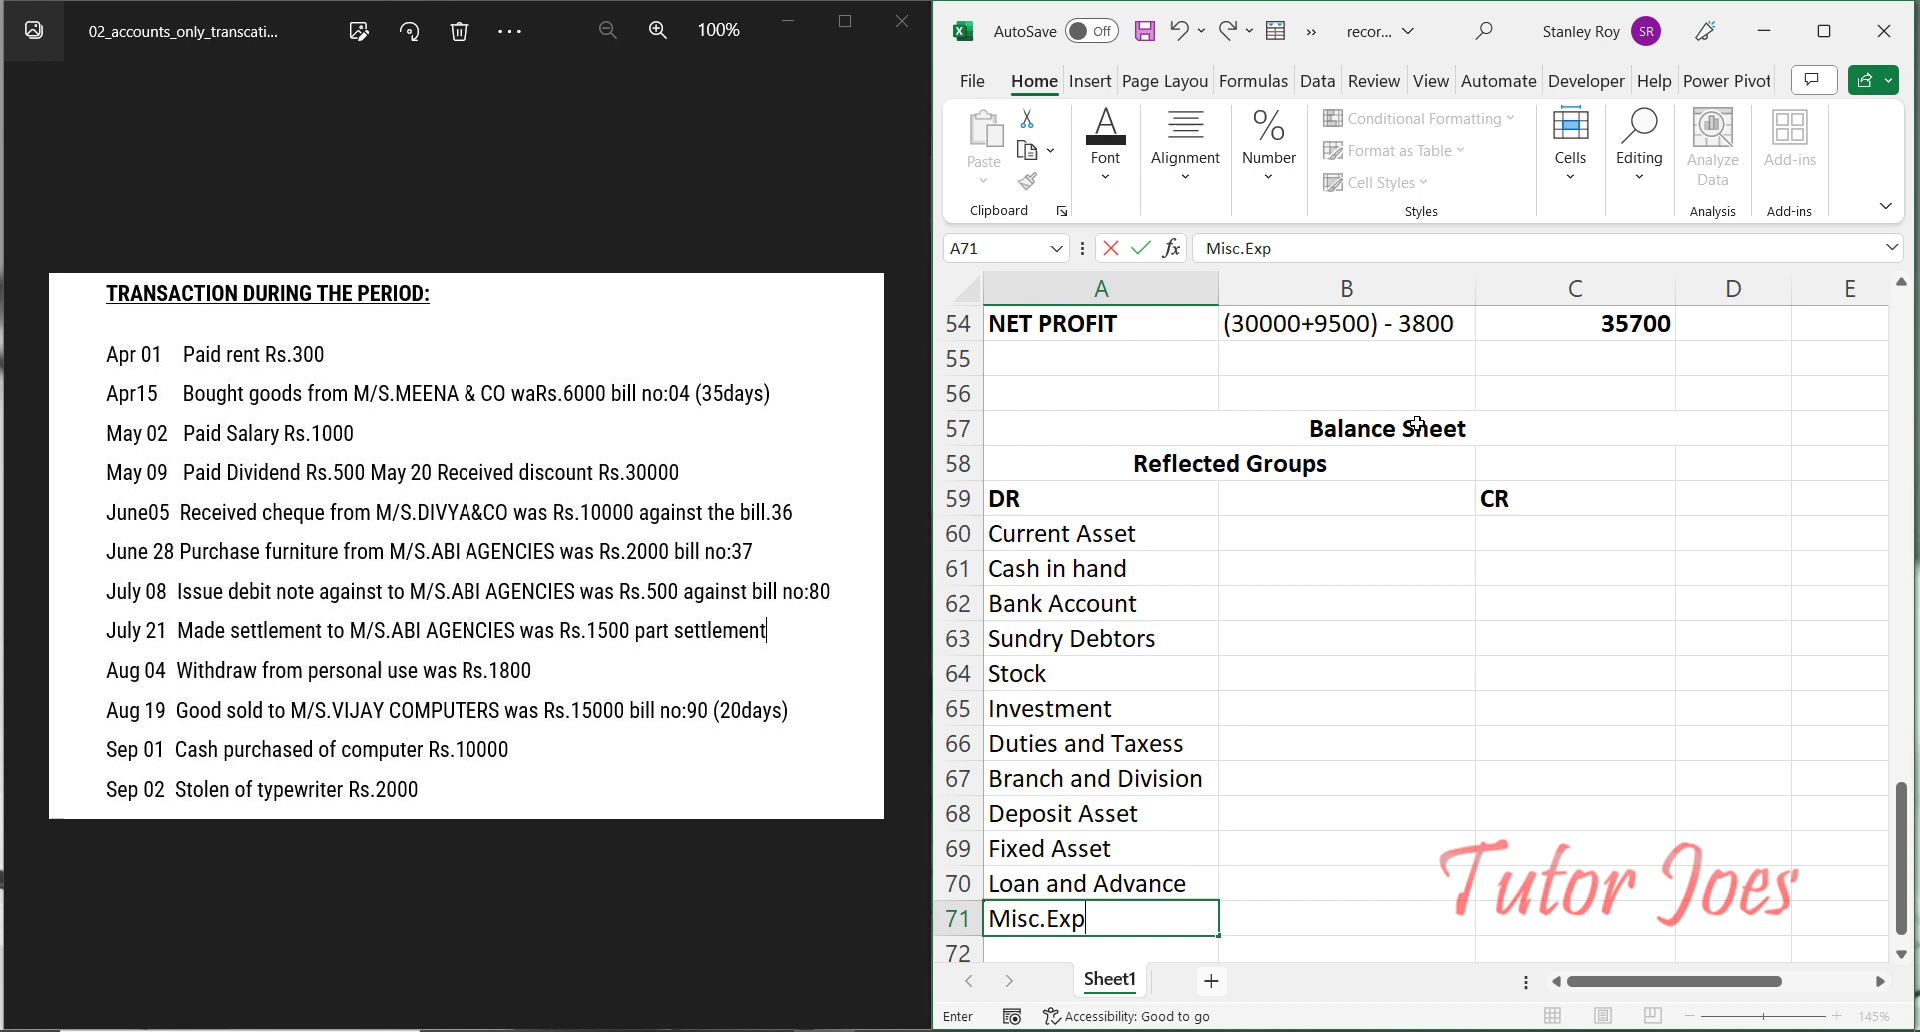 02_accounts_only_transcati...
100%
TRANSACTION DURING THE PERIOD:
Apr 01 Paid rent Rs.300
Apr15 Bought goods from M/S.MEENA & CO waRs.6000 bill no:04 (35days)
May 02 Paid Salary Rs.1000
May 09 Paid Dividend Rs.500 May 20 Received discount Rs.30000
June05 Received cheque from M/S.DIVYA&CO was Rs.10000 against the bill.36
June 28 Purchase furniture from M/S.ABI AGENCIES was Rs.2000 bill no:37
July 08 Issue debit note against to M/S.ABI AGENCIES was Rs.500 against bill no:80
July 21 Made settlement to M/S.ABI AGENCIES was Rs.1500 part settlement
Aug 04 Withdraw from personal use was Rs.1800
Aug 19 Good sold to M/S.VIJAY COMPUTERS was Rs.15000 bill no:90 (20days)
Sep 01 Cash purchased of computer Rs.10000
Sep 02 Stolen of typewriter Rs.2000
AutoSave Off recor... Stanley Roy SR
File Home Insert Page Layou Formulas Data Review View Automate Developer Help Power Pivot
Paste Font Alignment Number Conditional Formatting Format as Table Cell Styles Cells Editing Analyze Data Add-ins
Clipboard Styles Analysis Add-ins
A71 fx Misc.Exp
A B C D E
54 NET PROFIT (30000+9500) - 3800 35700
55
56
57 Balance Sheet
58 Reflected Groups
59 DR CR
60 Current Asset
61 Cash in hand
62 Bank Account
63 Sundry Debtors
64 Stock
65 Investment
66 Duties and Taxess
67 Branch and Division
68 Deposit Asset
69 Fixed Asset
70 Loan and Advance
71 Misc.Exp
72
Tutor Joes
Sheet1
Enter Accessibility: Good to go 145%